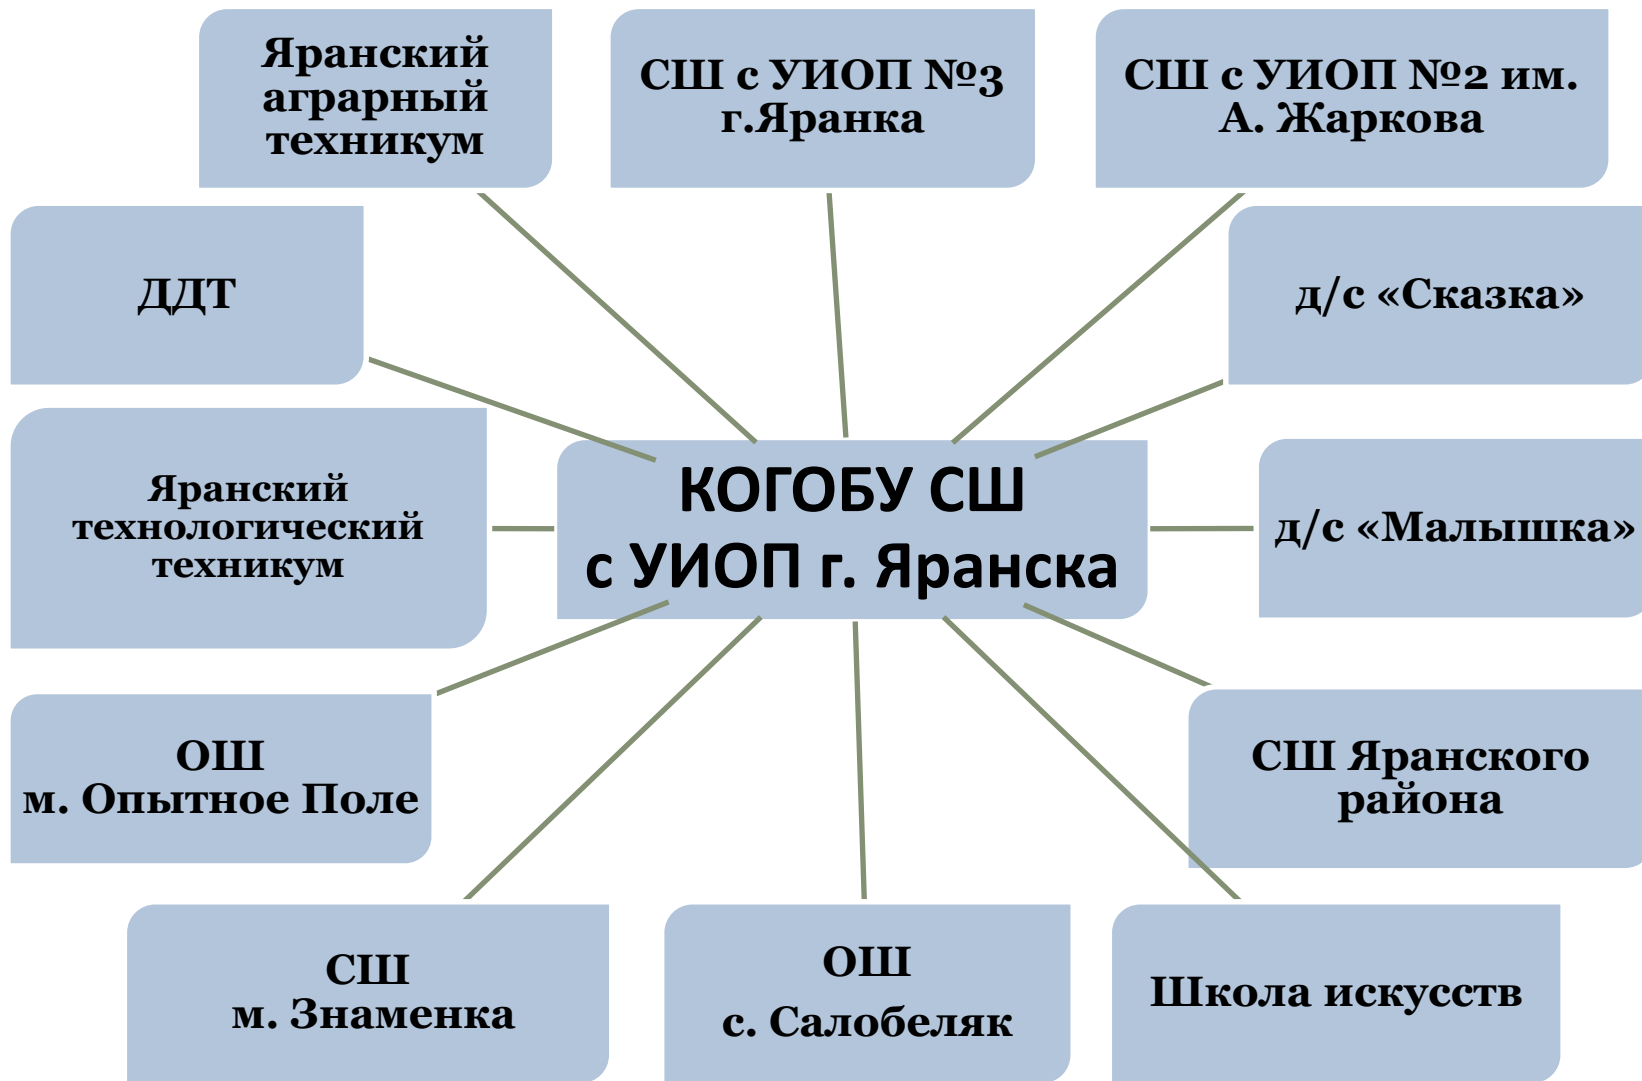 Яранский
аграрный
техникум
СШ с УИОП №3
г.Яранка
СШ с УИОП №2 им.
А. Жаркова
ДДТ
д/с «Сказка»
Яранский
технологический
техникум
КОГОБУ СШ
с УИОП г. Яранска
д/с «Малышка»
ОШ
м. Опытное Поле
СШ Яранского
района
СШ
м. Знаменка
ОШ
с. Салобеляк
Школа искусств